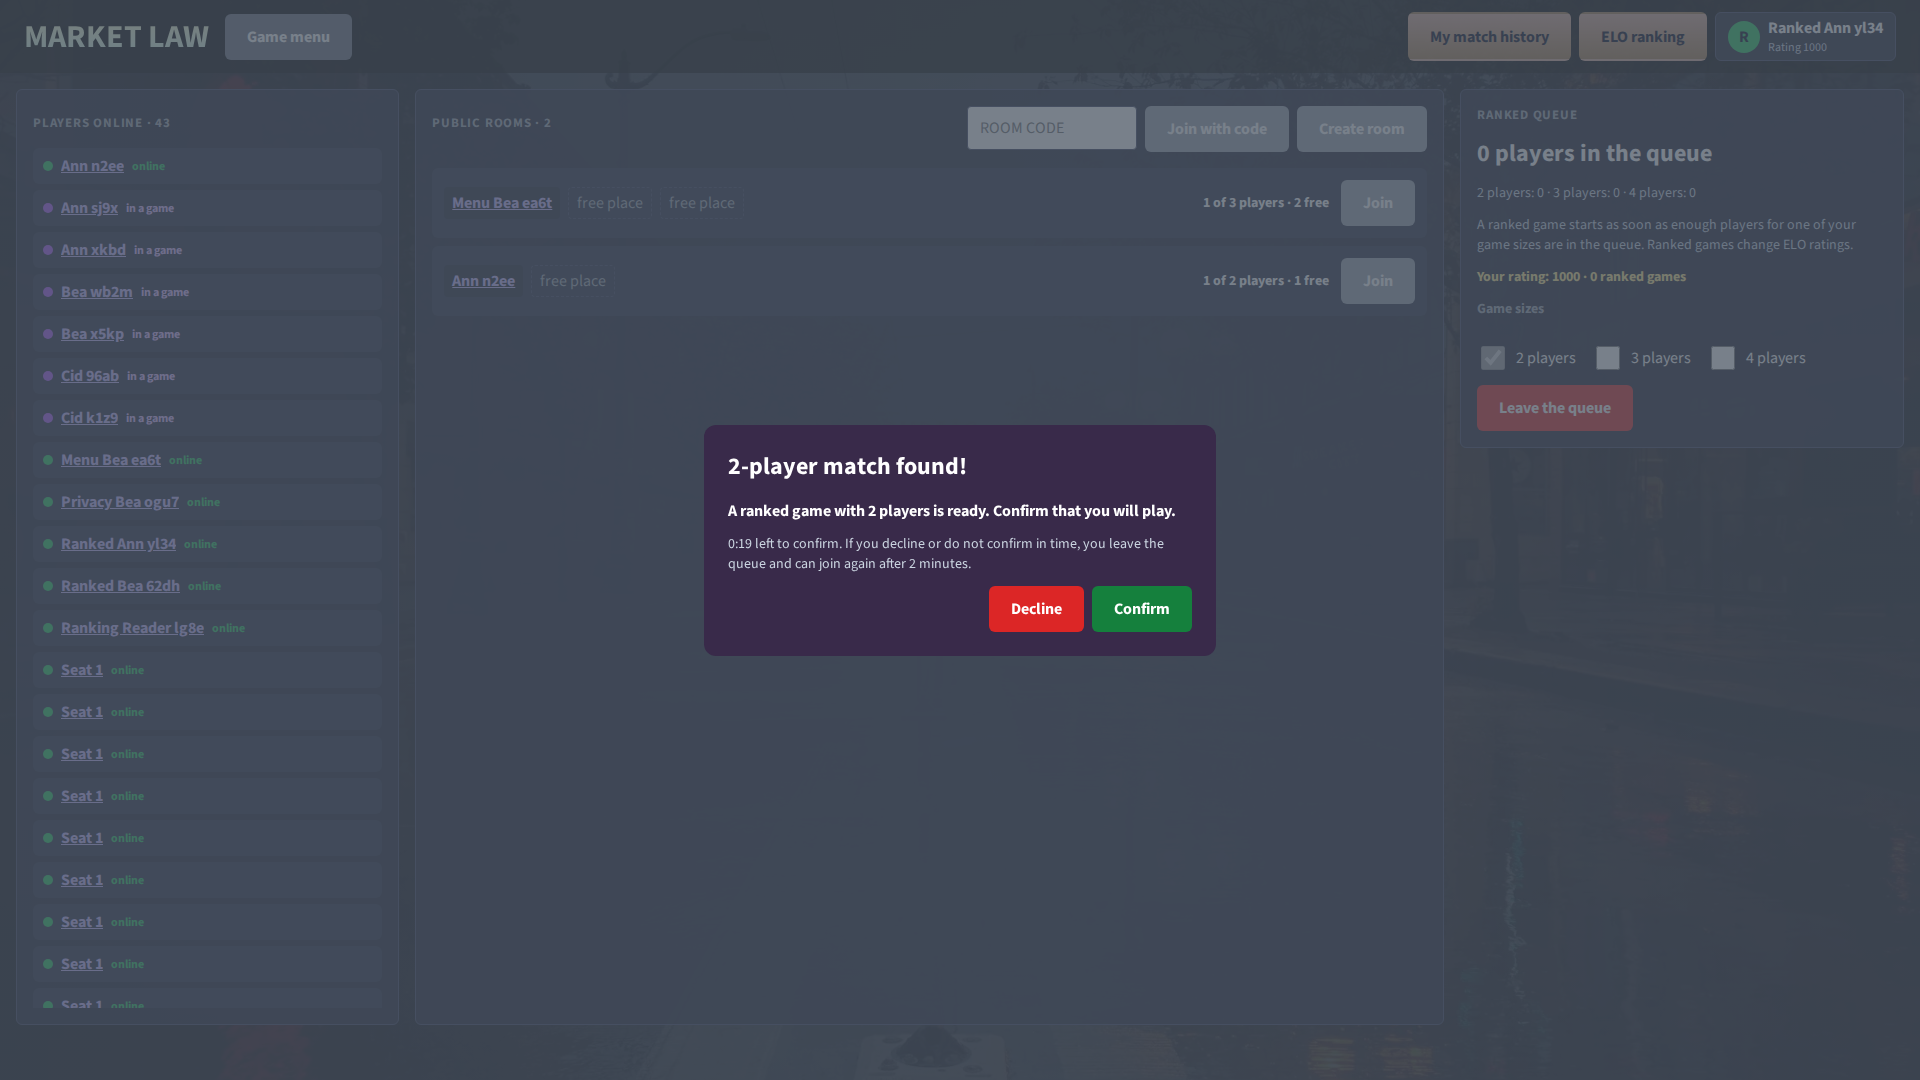 MARKET LAW
Game menu
My match history
ELO ranking
R
Ranked Ann yl34
Rating 1000
PLAYERS ONLINE · 43
Ann n2ee online
Ann sj9x in a game
Ann xkbd in a game
Bea wb2m in a game
Bea x5kp in a game
Cid 96ab in a game
Cid k1z9 in a game
Menu Bea ea6t online
Privacy Bea ogu7 online
Ranked Ann yl34 online
Ranked Bea 62dh online
Ranking Reader lg8e online
Seat 1 online
Seat 1 online
Seat 1 online
Seat 1 online
Seat 1 online
Seat 1 online
Seat 1 online
Seat 1 online
Seat 1 online
PUBLIC ROOMS · 2
ROOM CODE
Join with code
Create room
Menu Bea ea6t free place free place 1 of 3 players · 2 free Join
Ann n2ee free place 1 of 2 players · 1 free Join
RANKED QUEUE
0 players in the queue
2 players: 0 · 3 players: 0 · 4 players: 0
A ranked game starts as soon as enough players for one of your
game sizes are in the queue. Ranked games change ELO ratings.
Your rating: 1000 · 0 ranked games
Game sizes
2 players 3 players 4 players
Leave the queue
2-player match found!
A ranked game with 2 players is ready. Confirm that you will play.
0:19 left to confirm. If you decline or do not confirm in time, you leave the
queue and can join again after 2 minutes.
Decline
Confirm